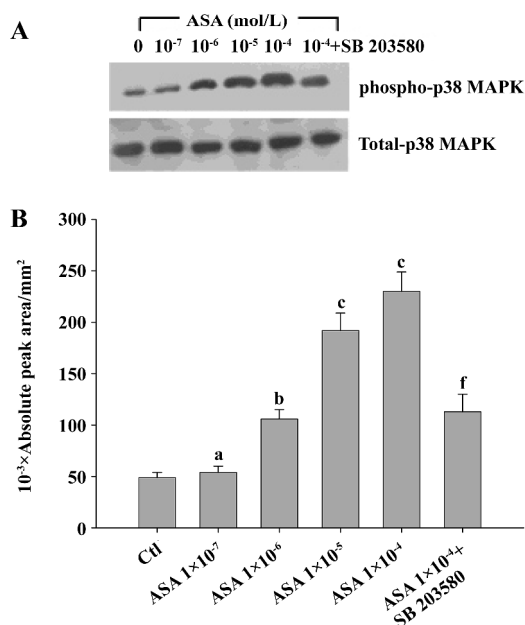 A
ASA (mol/L)
0 10⁻⁷ 10⁻⁶ 10⁻⁵ 10⁻⁴ 10⁻⁴+SB 203580
phospho-p38 MAPK
Total-p38 MAPK
B
10⁻³×Absolute peak area/mm²
300
250
200
150
100
50
0
a
b
c
c
f
Ctl
ASA 1×10⁻⁷
ASA 1×10⁻⁶
ASA 1×10⁻⁵
ASA 1×10⁻⁴
ASA 1×10⁻⁴+
SB 203580